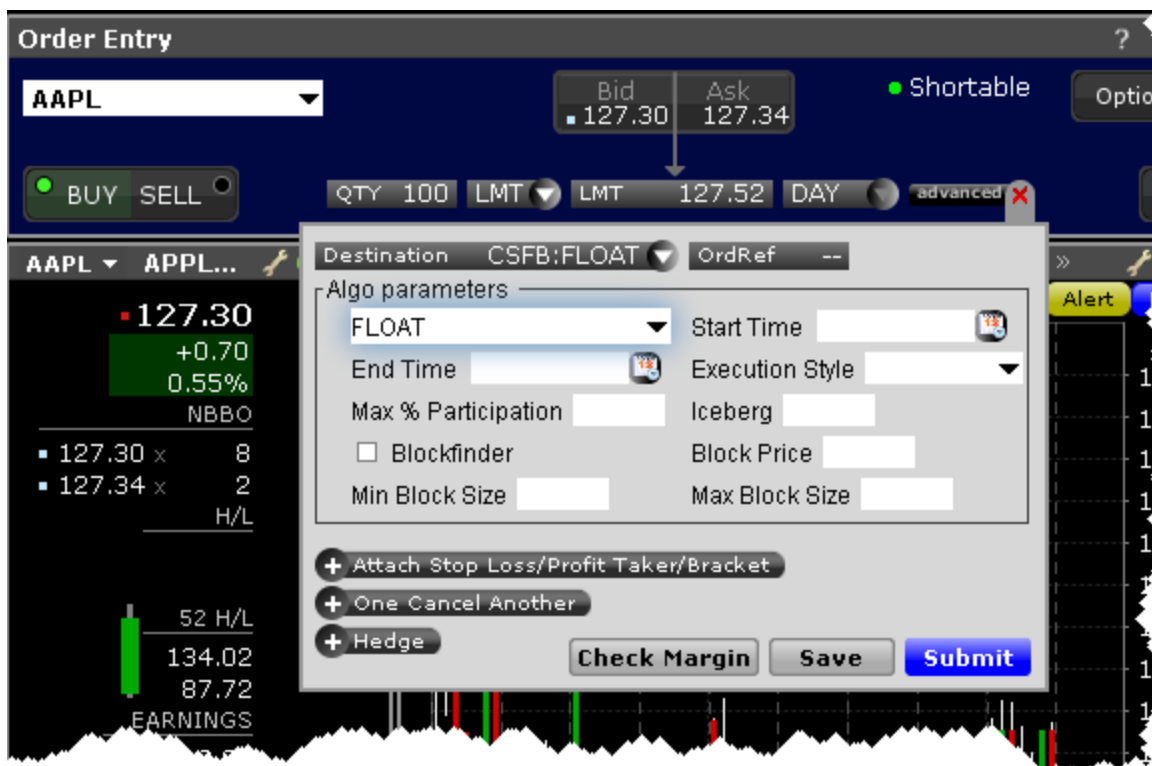 Order Entry ?
AAPL
Bid Ask
127.30 127.34
Shortable
BUY SELL
QTY 100 LMT LMT 127.52 DAY advanced
AAPL APPL...
Destination CSFB:FLOAT OrdRef --
»
Algo parameters
Alert
127.30
FLOAT Start Time
+0.70
End Time Execution Style
0.55%
NBBO
Max % Participation Iceberg
127.30 x 8
Blockfinder Block Price
127.34 x 2
Min Block Size Max Block Size
H/L
Attach Stop Loss/Profit Taker/Bracket
One Cancel Another
52 H/L
Hedge
134.02
Check Margin Save Submit
87.72
EARNINGS